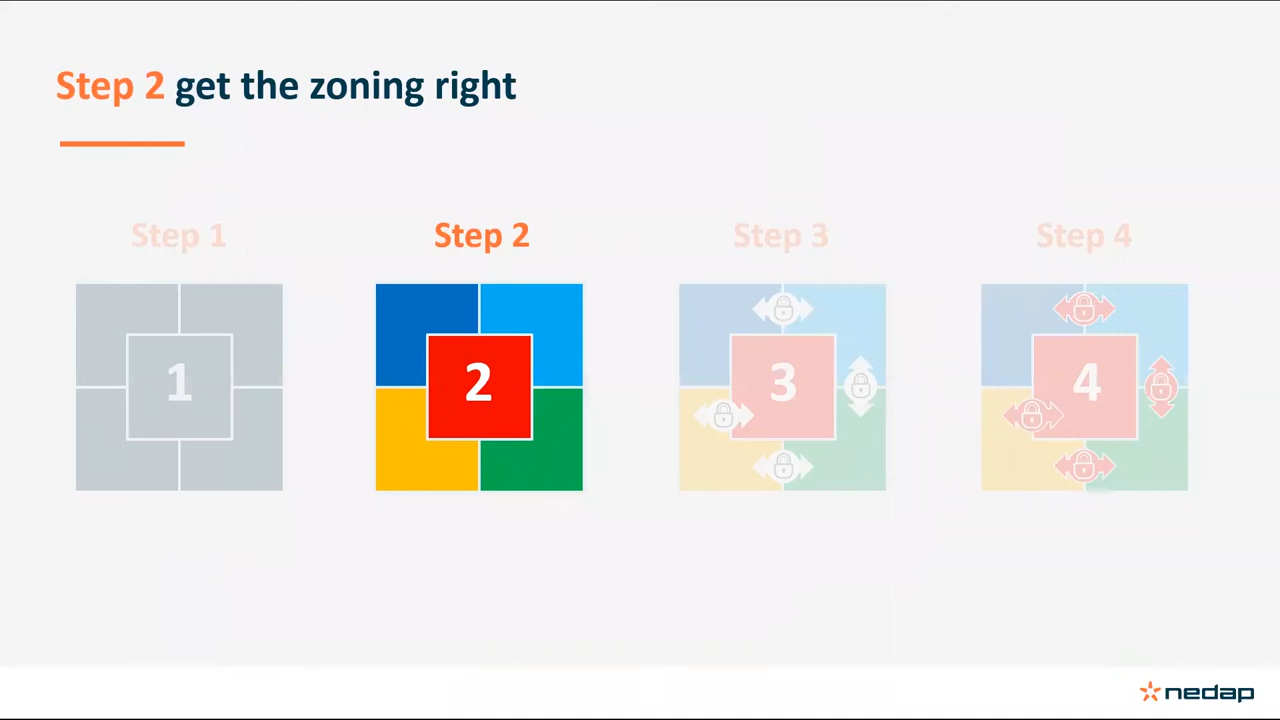 Step 2 get the zoning right
Step 1
Step 2
Step 3
Step 4
1
2
3
4
nedap